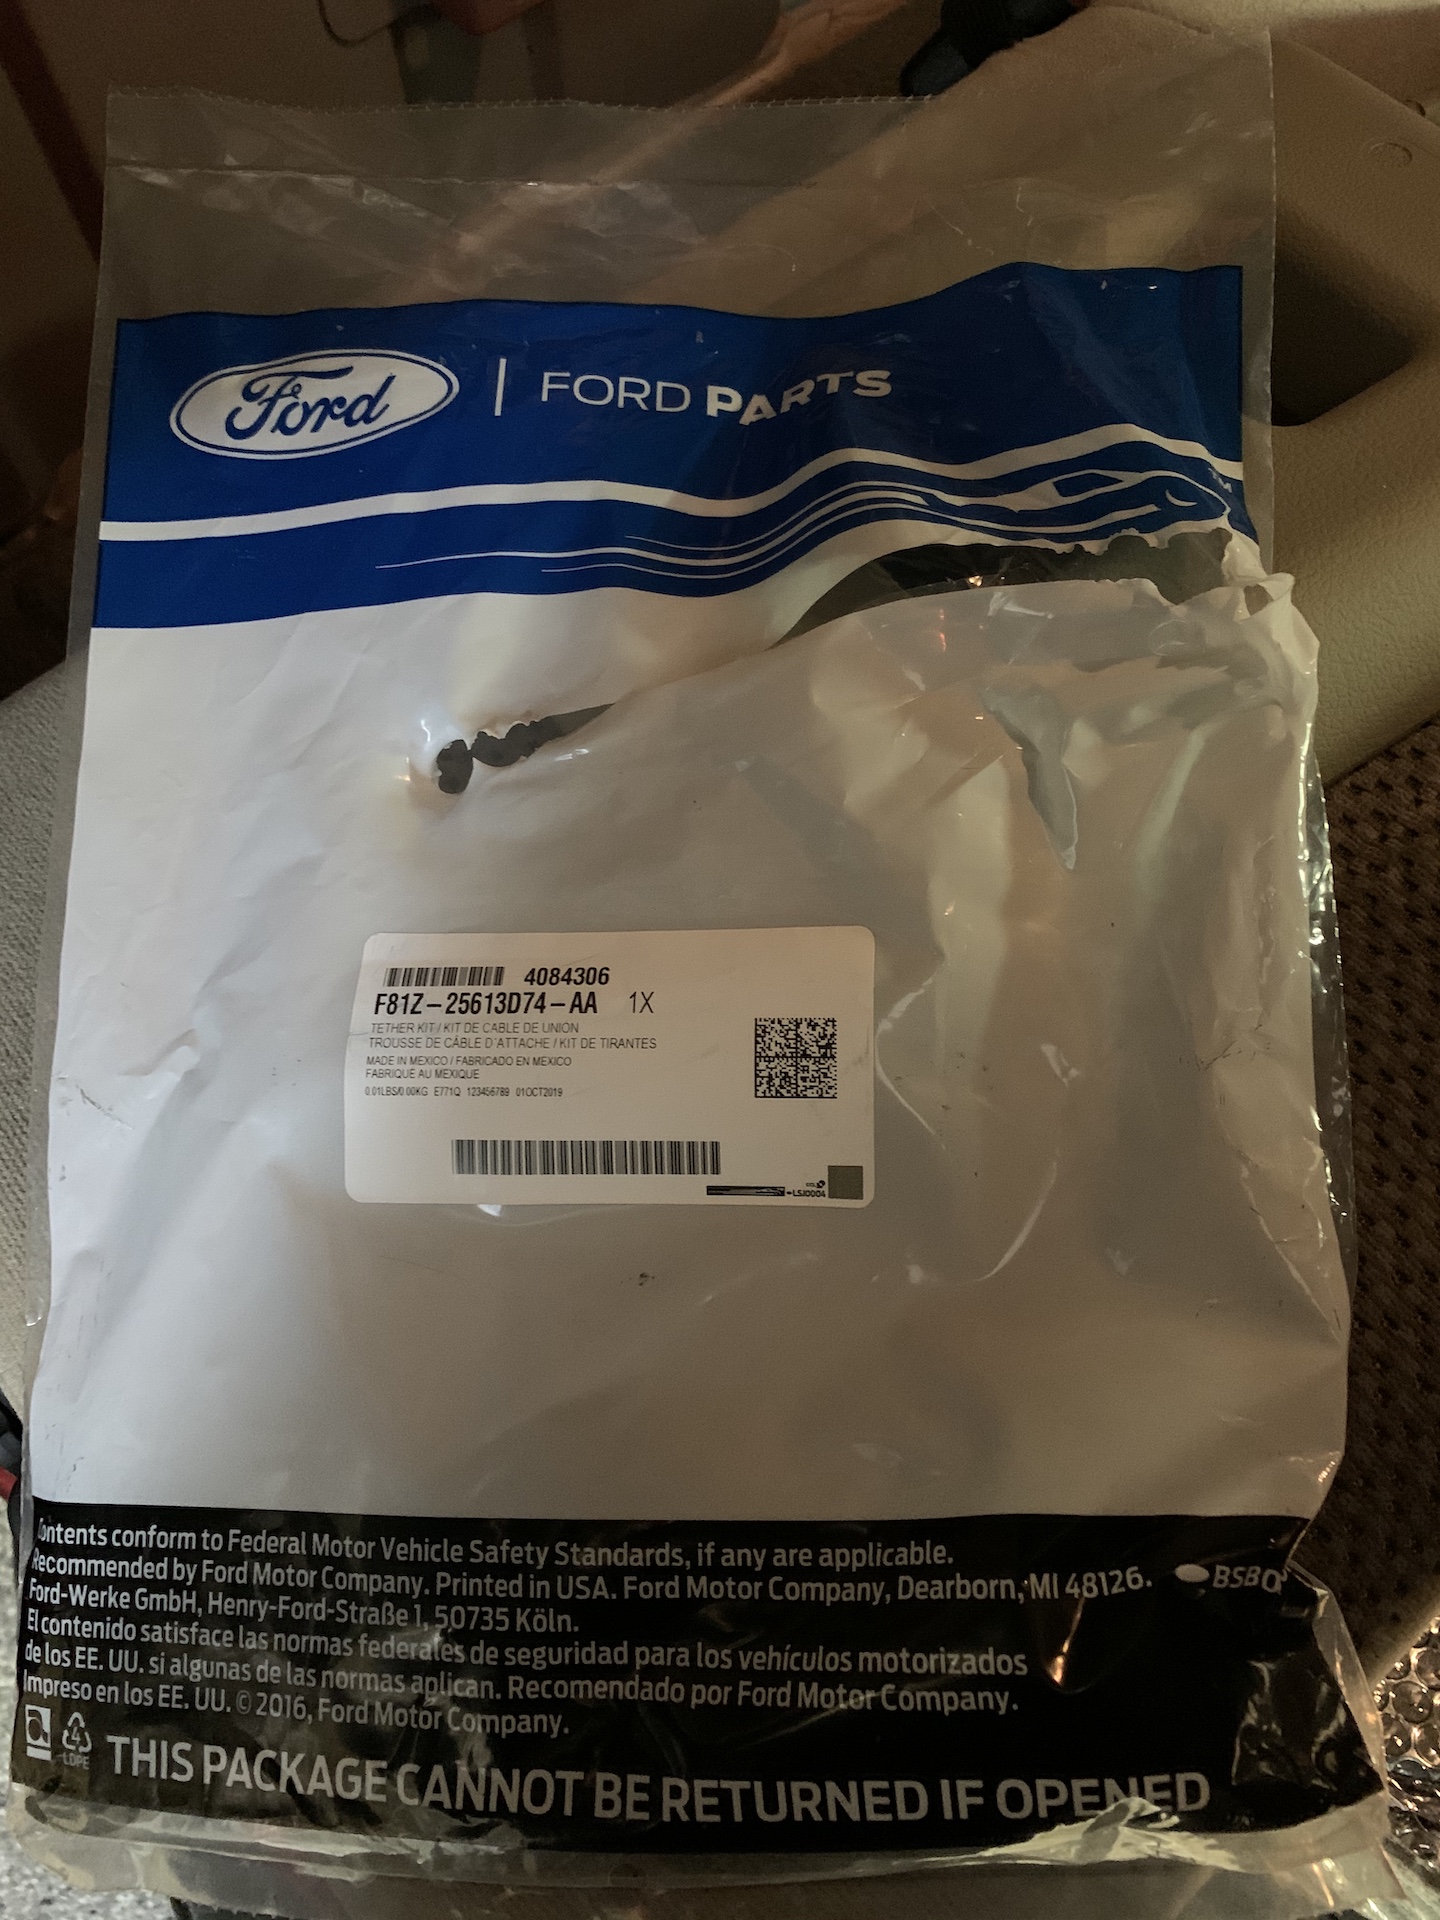 Ford | FORD PARTS
TM
4084306
F81Z-25613D74-AA 1X
TETHER KIT / KIT DE CABLE DE UNION
TROUSSE DE CÂBLE D'ATTACHE / KIT DE TIRANTES
MADE IN MEXICO / FABRICADO EN MEXICO
FABRIQUÉ AU MEXIQUE
0.01LBS/0.00KG E771Q 123456789 01OCT2019
LSJ0004
Contents conform to Federal Motor Vehicle Safety Standards, if any are applicable.
Recommended by Ford Motor Company. Printed in USA. Ford Motor Company, Dearborn, MI 48126.
Ford-Werke GmbH, Henry-Ford-Straße 1, 50735 Köln.
El contenido satisface las normas federales de seguridad para los vehículos motorizados
de los EE. UU. si algunas de las normas aplican. Recomendado por Ford Motor Company.
Impreso en los EE. UU. © 2016, Ford Motor Company.
4
LDPE
THIS PACKAGE CANNOT BE RETURNED IF OPENED